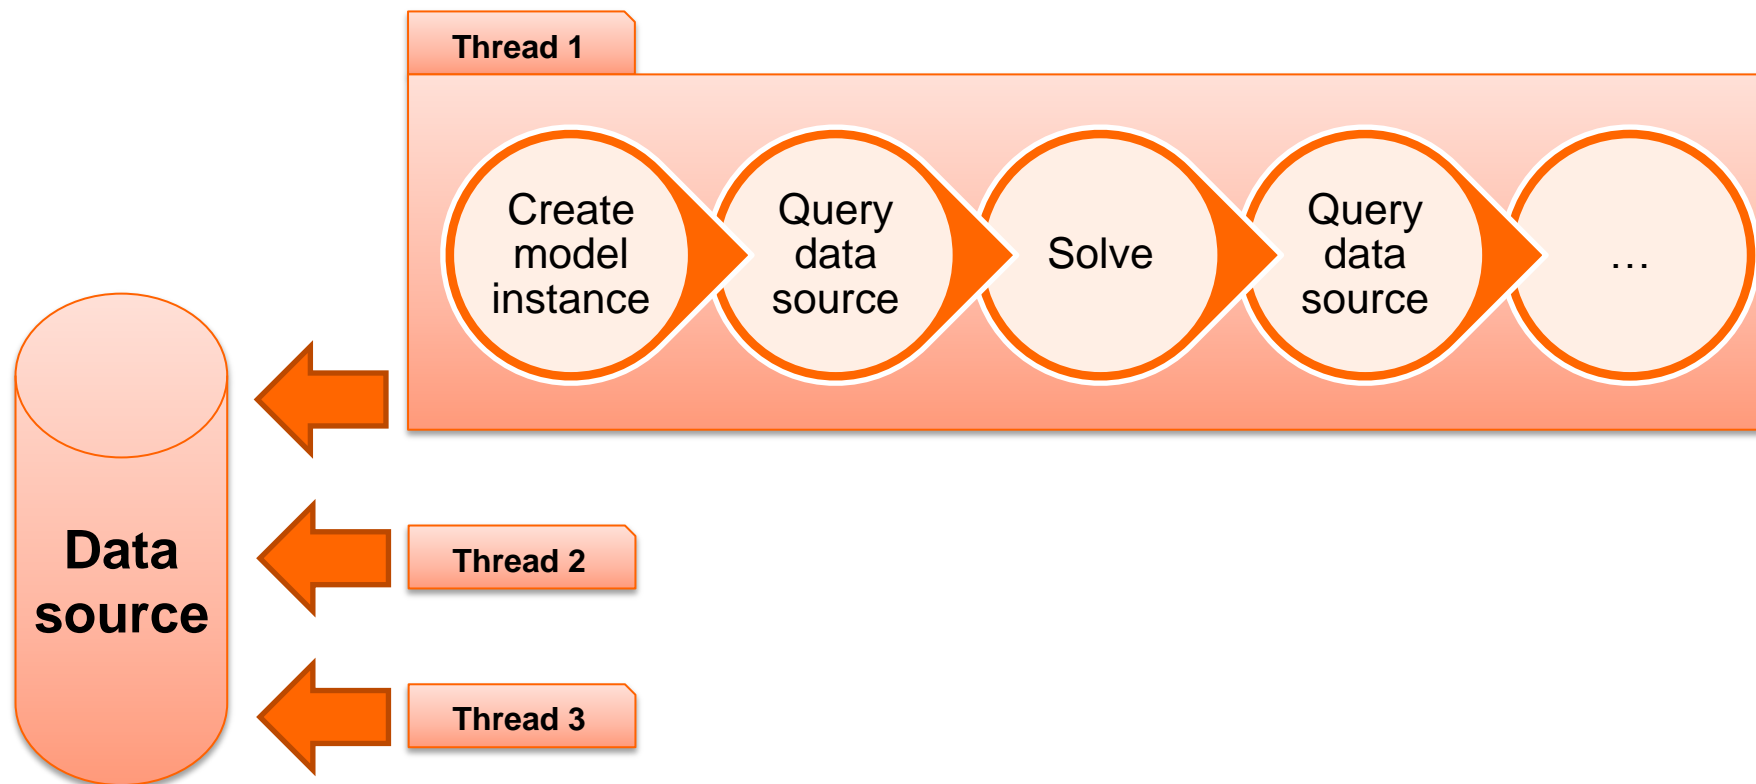 Thread 1
Create
model
instance
Query
data
source
Solve
Query
data
source
…
Data
source
Thread 2
Thread 3